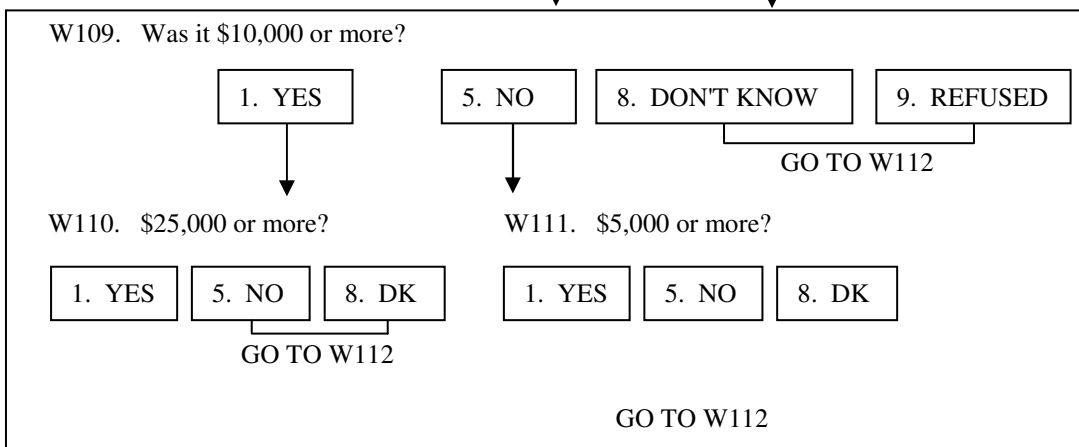 W109. Was it $10,000 or more?
1. YES 5. NO 8. DON'T KNOW 9. REFUSED
GO TO W112
W110. $25,000 or more? W111. $5,000 or more?
1. YES 5. NO 8. DK 1. YES 5. NO 8. DK
GO TO W112
GO TO W112